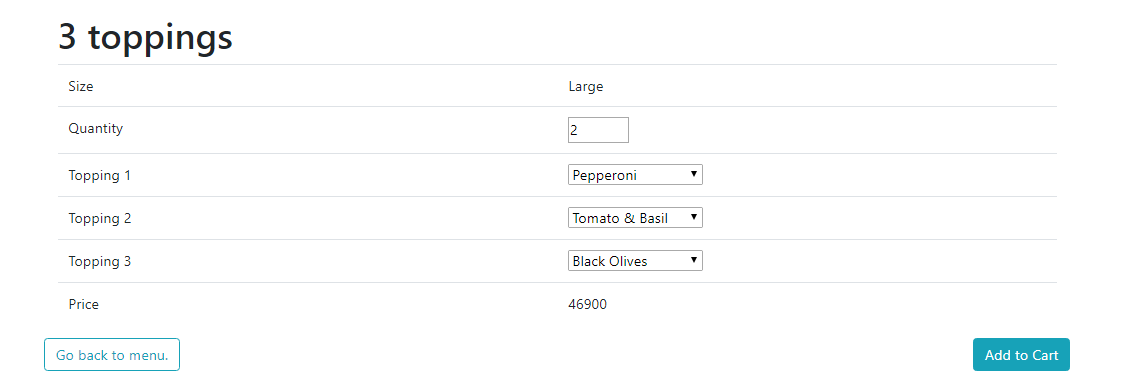 3 toppings
Size Large
Quantity 2
Topping 1 Pepperoni
Topping 2 Tomato & Basil
Topping 3 Black Olives
Price 46900
Go back to menu. Add to Cart